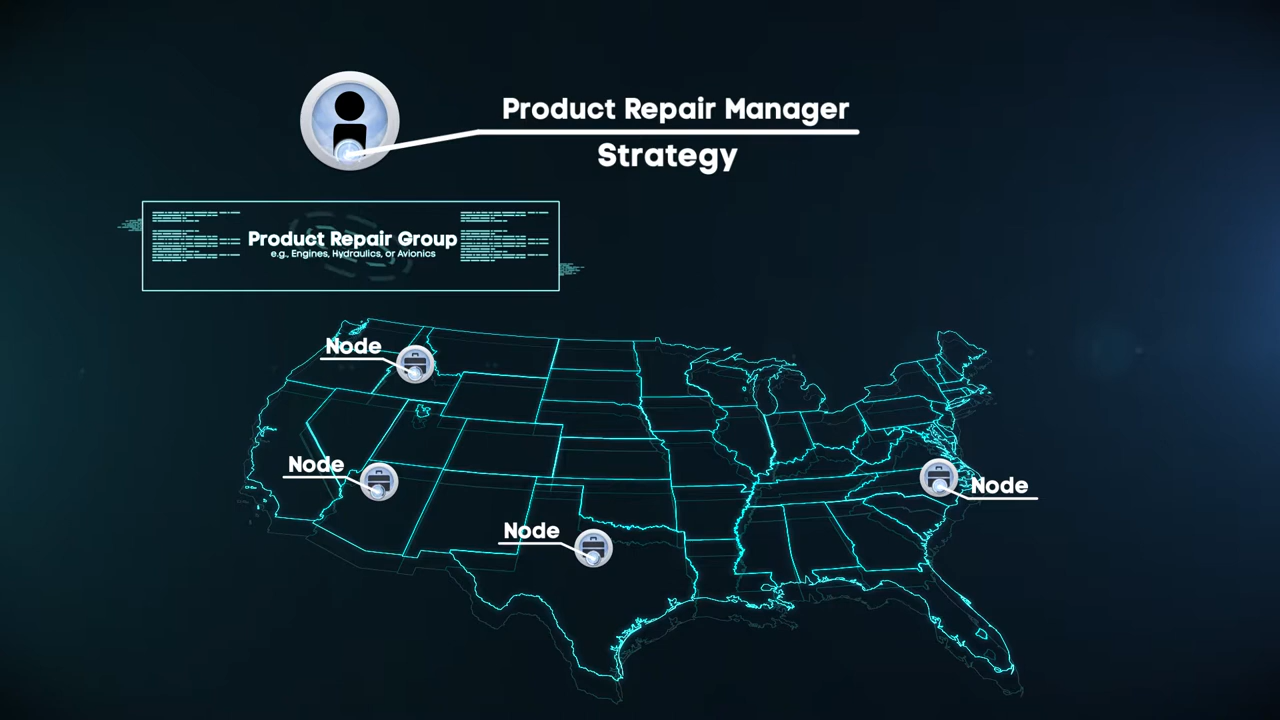 Product Repair Manager
Strategy
Product Repair Group
e.g., Engines, Hydraulics, or Avionics
Node
Node
Node
Node